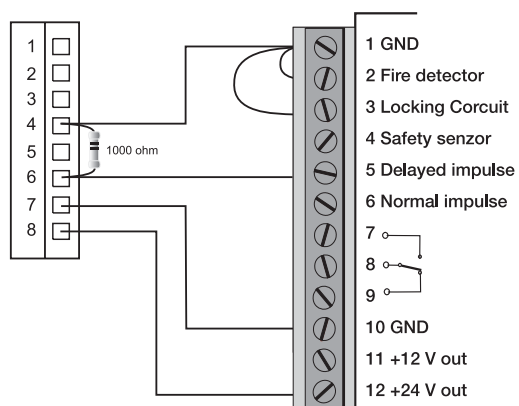 1
2
3
4
5
6
7
8
1000 ohm
1 GND
2 Fire detector
3 Locking Corcuit
4 Safety senzor
5 Delayed impulse
6 Normal impulse
7
8
9
10 GND
11 +12 V out
12 +24 V out